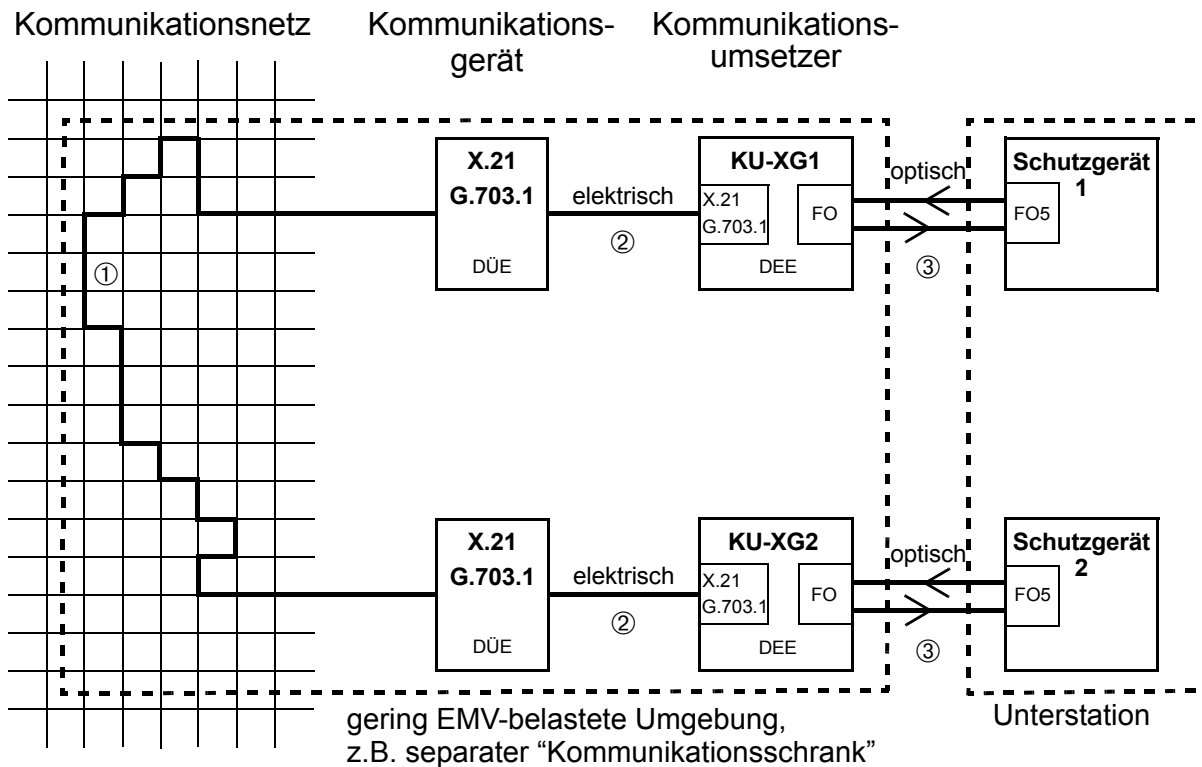 Kommunikationsnetz
Kommunikations-
gerät
Kommunikations-
umsetzer
①
X.21
G.703.1
DÜE
elektrisch
②
KU-XG1
X.21
G.703.1
FO
DEE
optisch
③
Schutzgerät
1
FO5
X.21
G.703.1
DÜE
elektrisch
②
KU-XG2
X.21
G.703.1
FO
DEE
optisch
③
Schutzgerät
2
FO5
gering EMV-belastete Umgebung,
z.B. separater “Kommunikationsschrank”
Unterstation